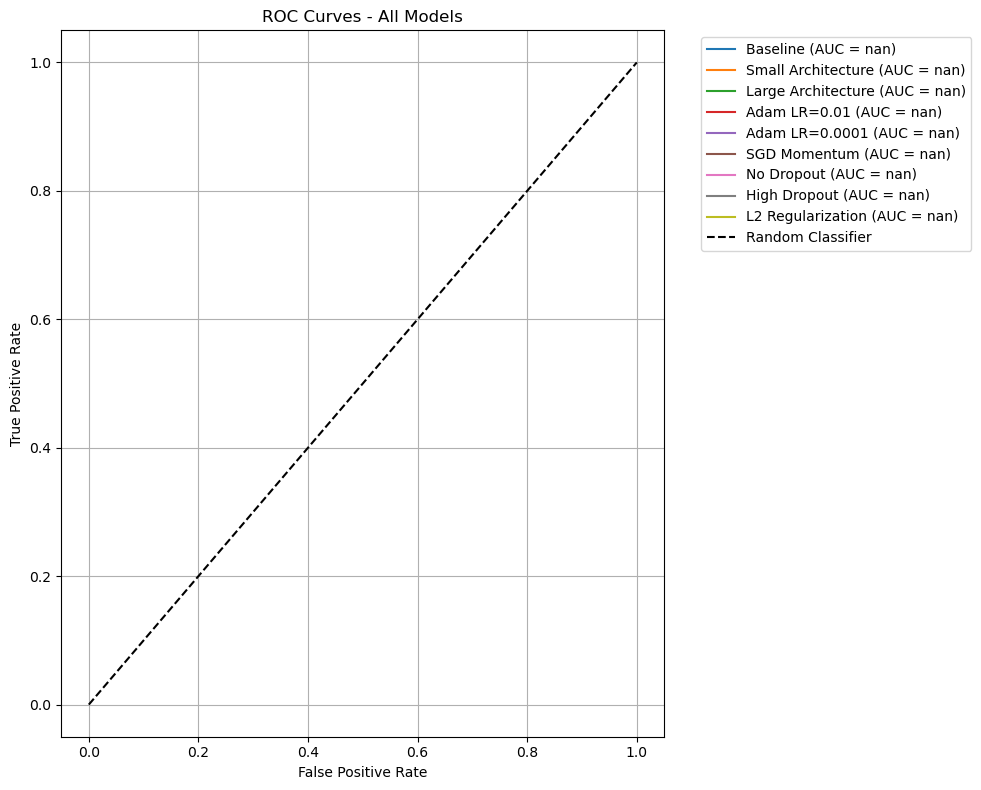 ROC Curves - All Models
Baseline (AUC = nan)
Small Architecture (AUC = nan)
Large Architecture (AUC = nan)
Adam LR=0.01 (AUC = nan)
Adam LR=0.0001 (AUC = nan)
SGD Momentum (AUC = nan)
No Dropout (AUC = nan)
High Dropout (AUC = nan)
L2 Regularization (AUC = nan)
Random Classifier
True Positive Rate
1.0
0.8
0.6
0.4
0.2
0.0
0.0 0.2 0.4 0.6 0.8 1.0
False Positive Rate